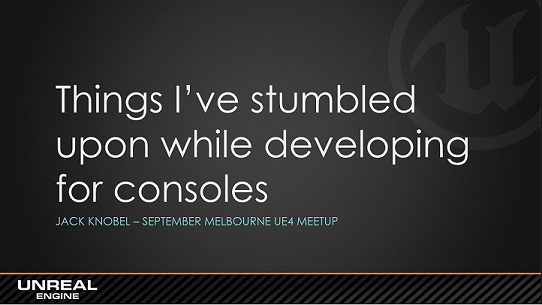 Things I've stumbled
upon while developing
for consoles
JACK KNOBEL – SEPTEMBER MELBOURNE UE4 MEETUP
UNREAL
ENGINE